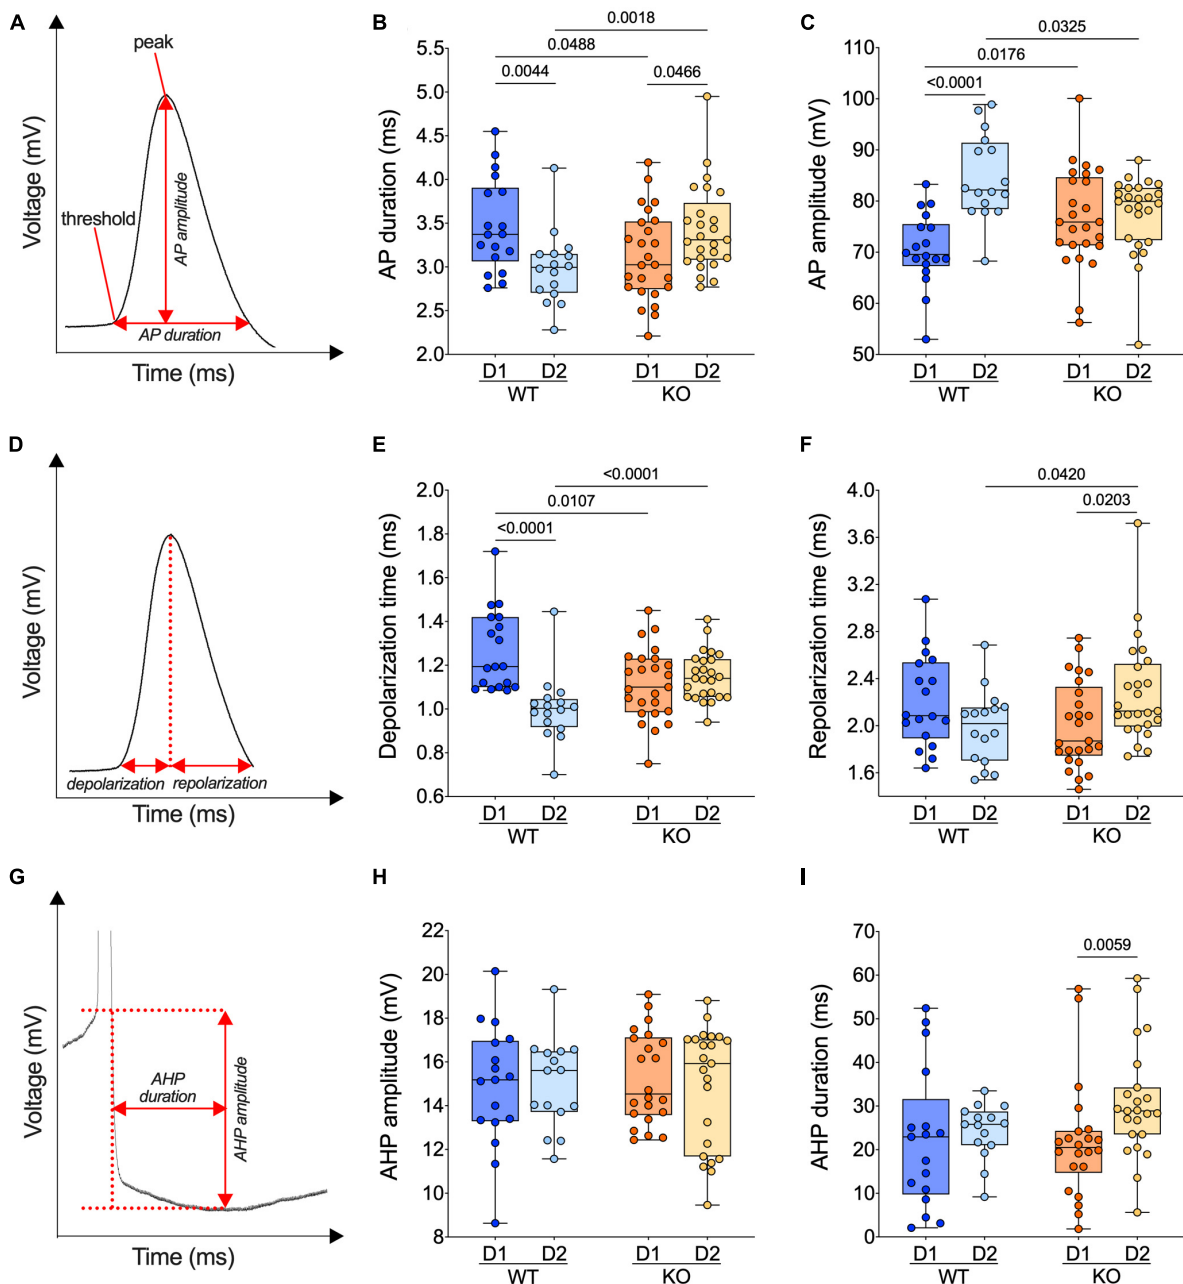 A
peak
threshold
AP amplitude
AP duration
Voltage (mV)
Time (ms)
B
0.0018
0.0488
0.0044
0.0466
AP duration (ms)
5.5
5.0
4.5
4.0
3.5
3.0
2.5
2.0
D1 D2 D1 D2
WT KO
C
0.0325
0.0176
<0.0001
AP amplitude (mV)
110
100
90
80
70
60
50
D1 D2 D1 D2
WT KO
D
Voltage (mV)
depolarization repolarization
Time (ms)
E
<0.0001
0.0107
<0.0001
Depolarization time (ms)
2.0
1.8
1.6
1.4
1.2
1.0
0.8
0.6
D1 D2 D1 D2
WT KO
F
0.0420
0.0203
Repolarization time (ms)
4.0
3.6
3.2
2.8
2.4
2.0
1.6
D1 D2 D1 D2
WT KO
G
Voltage (mV)
AHP
duration
AHP amplitude
Time (ms)
H
AHP amplitude (mV)
22
20
18
16
14
12
10
8
D1 D2 D1 D2
WT KO
I
0.0059
AHP duration (ms)
70
60
50
40
30
20
10
0
D1 D2 D1 D2
WT KO